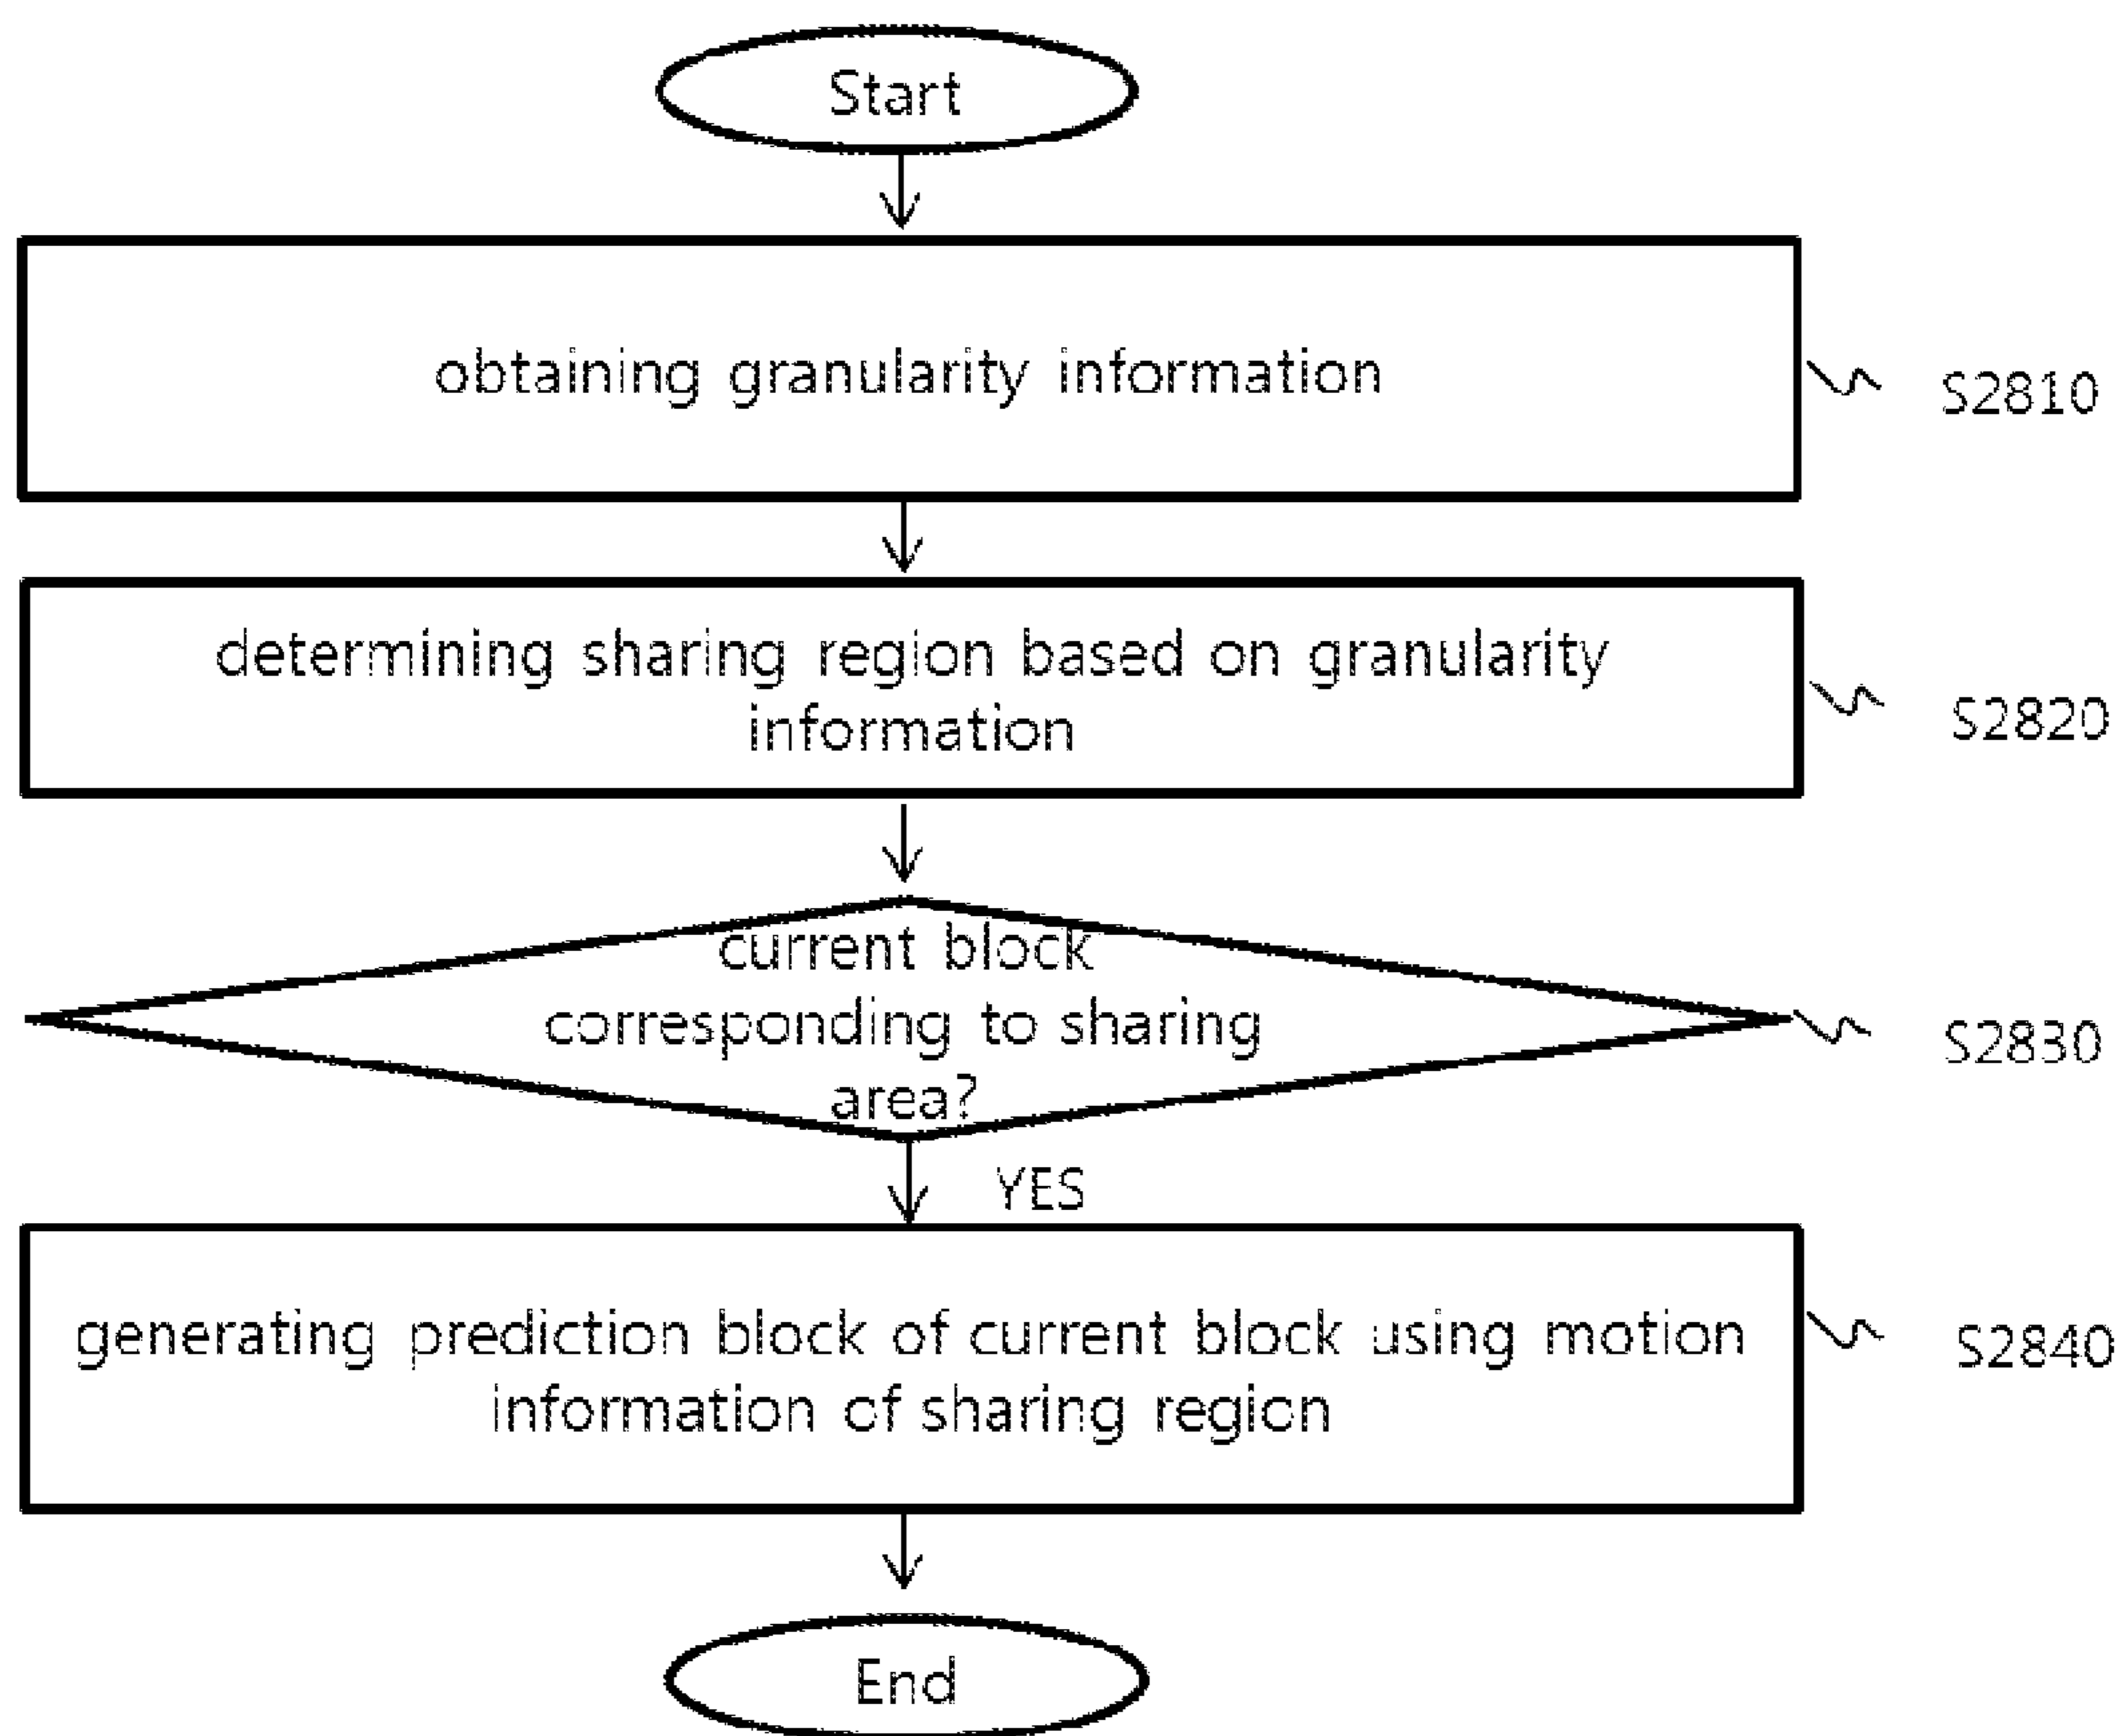 Start
obtaining granularity information
S2810
determining sharing region based on granularity
information
S2820
current block
corresponding to sharing
area?
S2830
YES
generating prediction block of current block using motion
information of sharing region
S2840
End